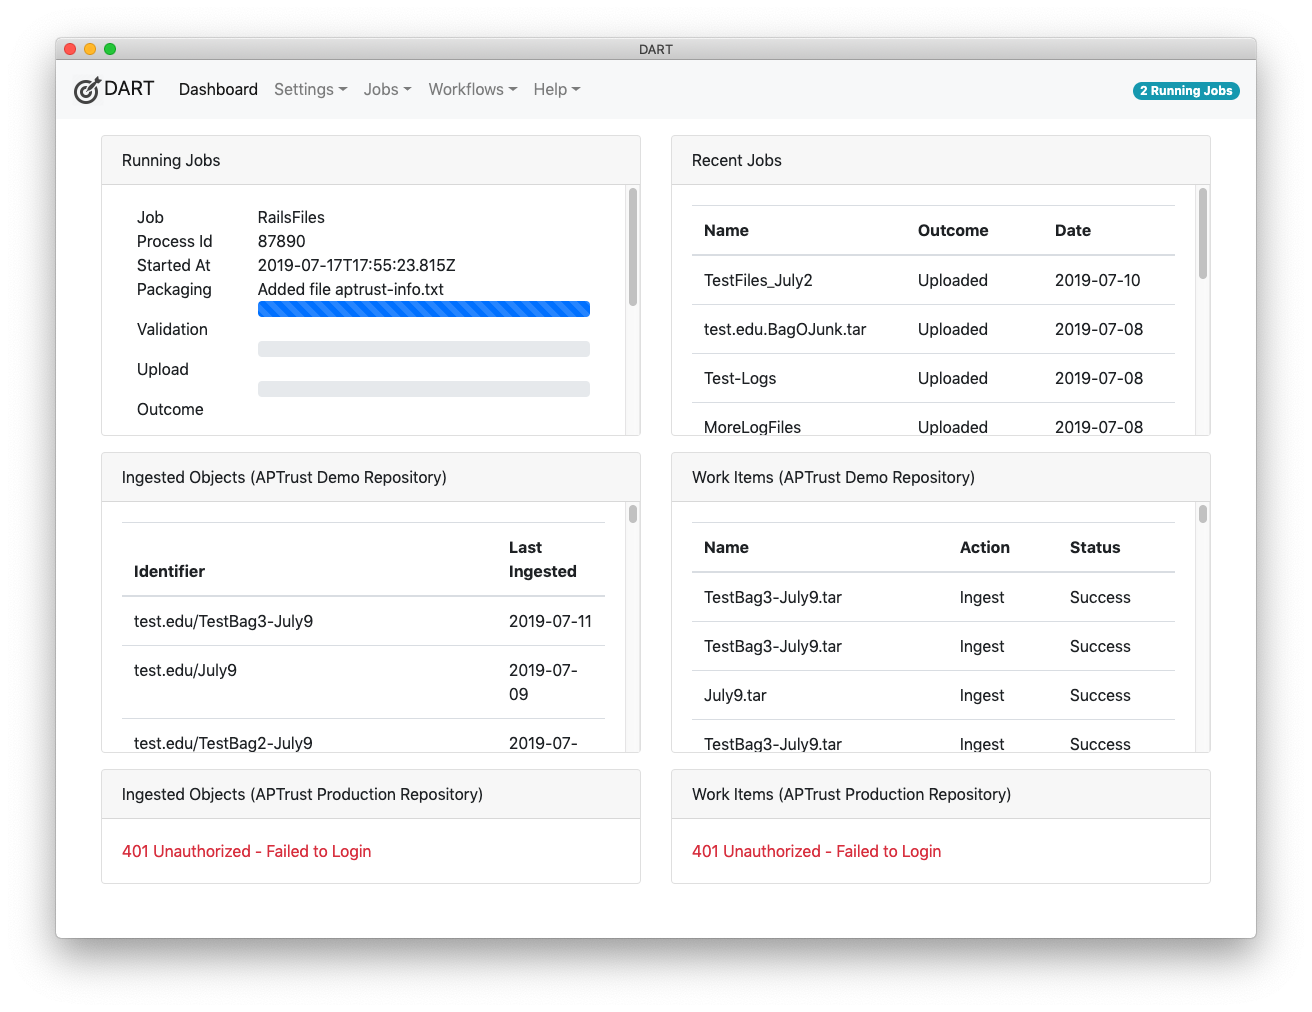 DART
DART Dashboard Settings Jobs Workflows Help 2 Running Jobs
Running Jobs
Job RailsFiles
Process Id 87890
Started At 2019-07-17T17:55:23.815Z
Packaging Added file aptrust-info.txt
Validation
Upload
Outcome
Recent Jobs
Name Outcome Date
TestFiles_July2 Uploaded 2019-07-10
test.edu.BagOJunk.tar Uploaded 2019-07-08
Test-Logs Uploaded 2019-07-08
MoreLogFiles Uploaded 2019-07-08
Ingested Objects (APTrust Demo Repository)
Identifier Last
Ingested
test.edu/TestBag3-July9 2019-07-11
test.edu/July9 2019-07-
09
test.edu/TestBag2-July9 2019-07-
Work Items (APTrust Demo Repository)
Name Action Status
TestBag3-July9.tar Ingest Success
TestBag3-July9.tar Ingest Success
July9.tar Ingest Success
TestBag3-July9.tar Ingest Success
Ingested Objects (APTrust Production Repository)
401 Unauthorized - Failed to Login
Work Items (APTrust Production Repository)
401 Unauthorized - Failed to Login